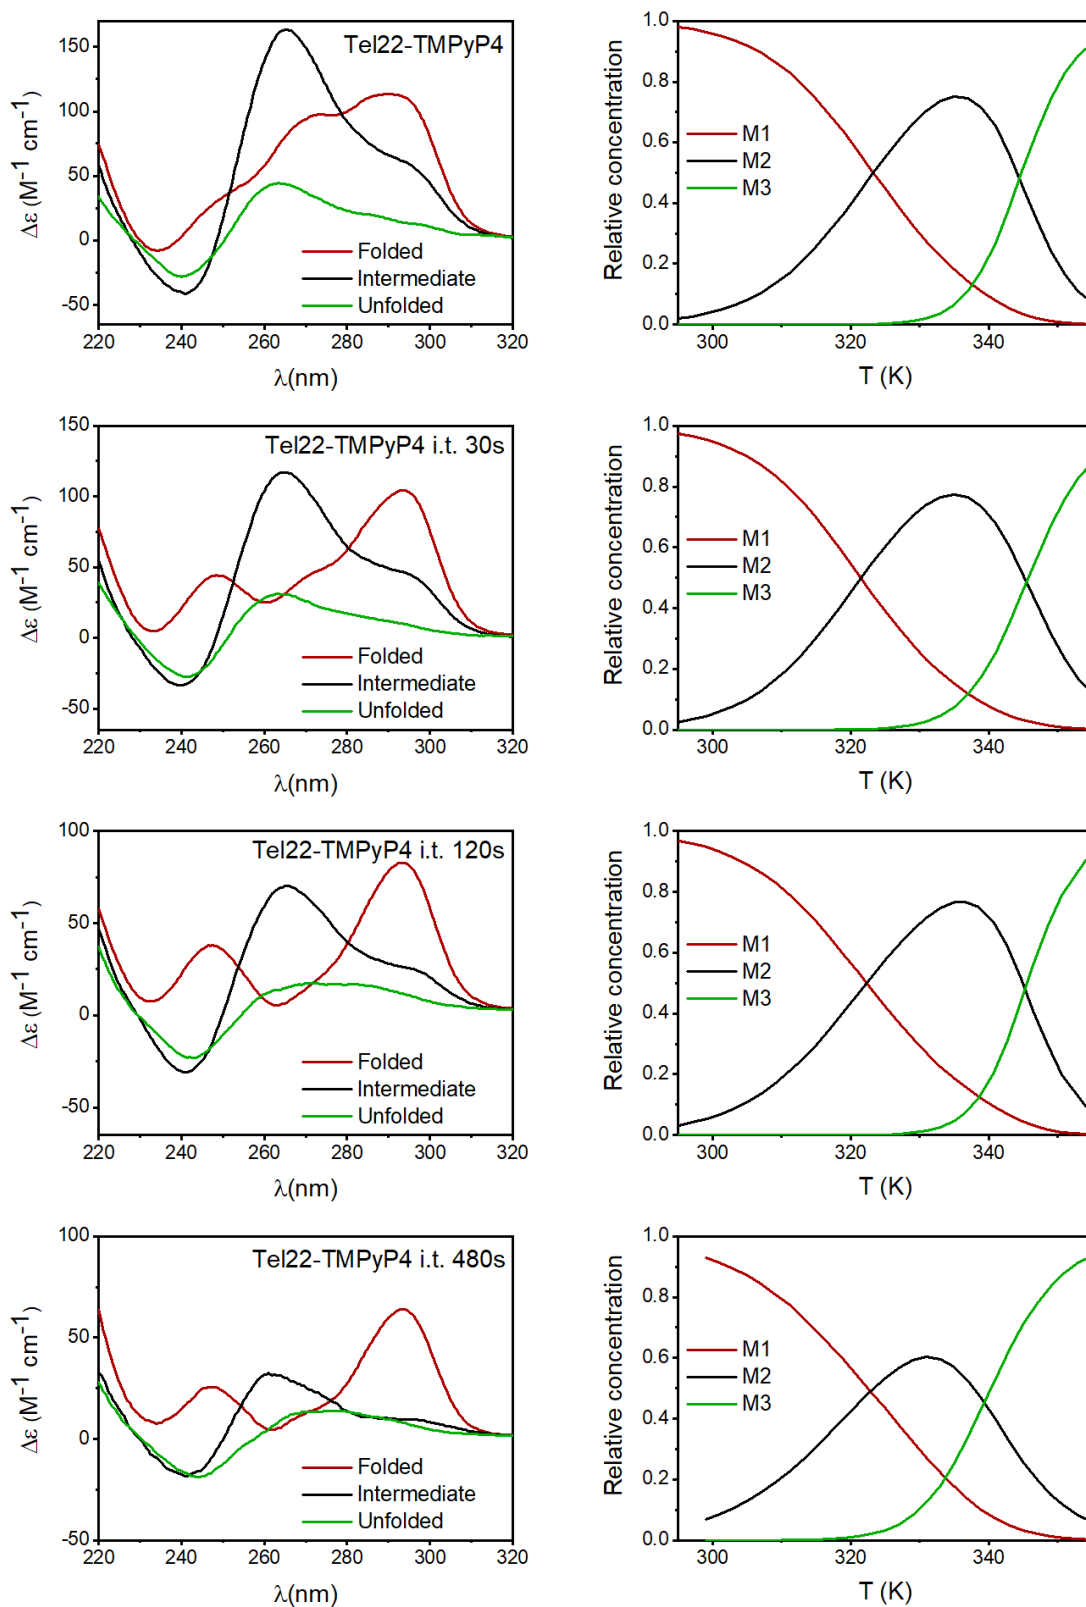 150
100
50
0
-50
Δε (M⁻¹ cm⁻¹)
Tel22-TMPyP4
Folded
Intermediate
Unfolded
220 240 260 280 300 320
λ(nm)
1.0
0.8
0.6
0.4
0.2
0.0
Relative concentration
M1
M2
M3
300 320 340
T (K)
150
100
50
0
-50
Δε (M⁻¹ cm⁻¹)
Tel22-TMPyP4 i.t. 30s
Folded
Intermediate
Unfolded
220 240 260 280 300 320
λ(nm)
1.0
0.8
0.6
0.4
0.2
0.0
Relative concentration
M1
M2
M3
300 320 340
T (K)
100
50
0
-50
Δε (M⁻¹ cm⁻¹)
Tel22-TMPyP4 i.t. 120s
Folded
Intermediate
Unfolded
220 240 260 280 300 320
λ(nm)
1.0
0.8
0.6
0.4
0.2
0.0
Relative concentration
M1
M2
M3
300 320 340
T (K)
100
50
0
-50
Δε (M⁻¹ cm⁻¹)
Tel22-TMPyP4 i.t. 480s
Folded
Intermediate
Unfolded
220 240 260 280 300 320
λ(nm)
1.0
0.8
0.6
0.4
0.2
0.0
Relative concentration
M1
M2
M3
300 320 340
T (K)